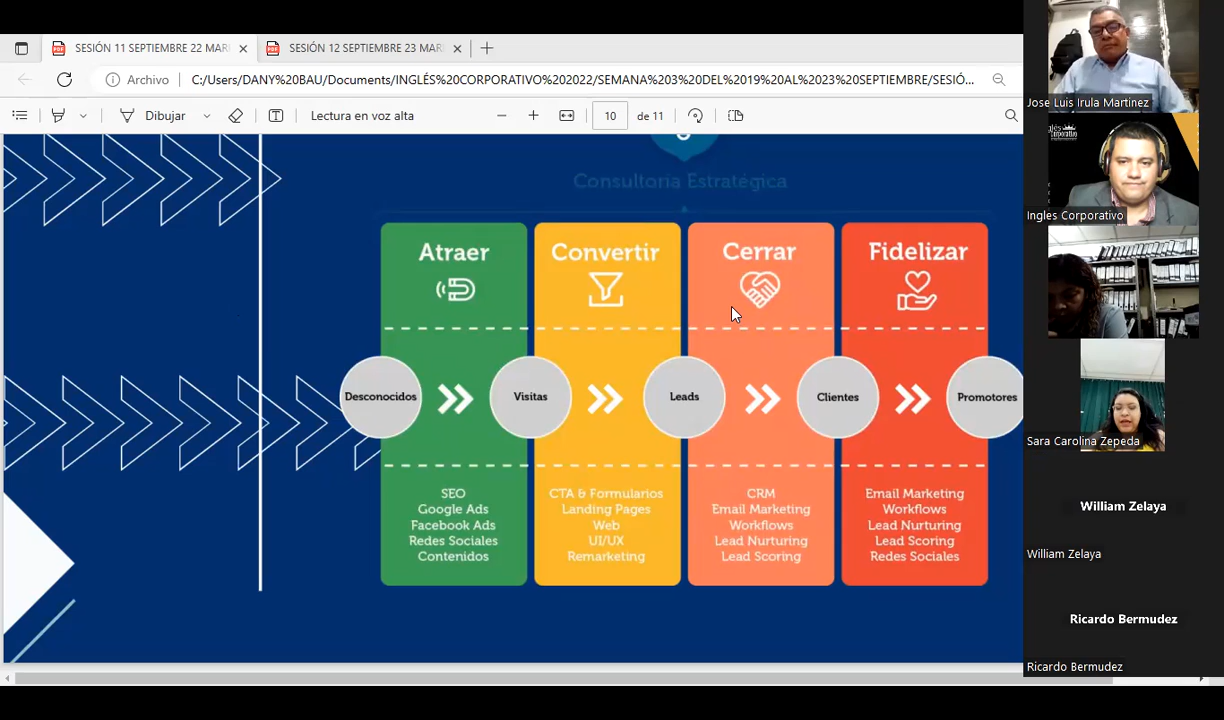 SESIÓN 11 SEPTIEMBRE 22 MAR
SESIÓN 12 SEPTIEMBRE 23 MAR
Archivo
C:/Users/DANY%20BAU/Documents/INGLÉS%20CORPORATIVO%202022/SEMANA%203%20DEL%2019%20AL%2023%20SEPTIEMBRE/SESIÓ...
Dibujar
Lectura en voz alta
10
de 11
Consultoría Estratégica
Atraer
Convertir
Cerrar
Fidelizar
Desconocidos
Visitas
Leads
Clientes
Promotores
SEO
Google Ads
Facebook Ads
Redes Sociales
Contenidos
CTA & Formularios
Landing Pages
Web
UI/UX
Remarketing
CRM
Email Marketing
Workflows
Lead Nurturing
Lead Scoring
Email Marketing
Workflows
Lead Nurturing
Lead Scoring
Redes Sociales
Jose Luis Irula Martinez
Ingles Corporativo
Sara Carolina Zepeda
William Zelaya
William Zelaya
Ricardo Bermudez
Ricardo Bermudez